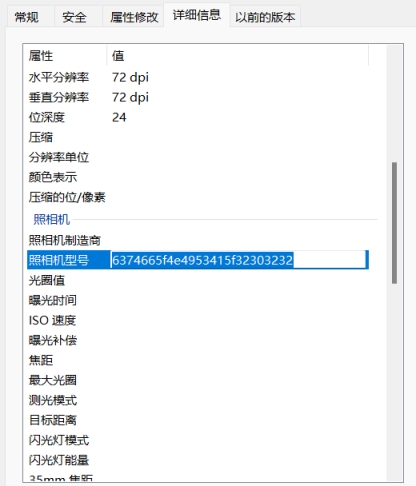 常规 安全 属性修改 详细信息 以前的版本
属性 值
水平分辨率 72 dpi
垂直分辨率 72 dpi
位深度 24
压缩
分辨率单位
颜色表示
压缩的位/像素
照相机
照相机制造商
照相机型号 6374665f4e4953415f32303232
光圈值
曝光时间
ISO 速度
曝光补偿
焦距
最大光圈
测光模式
目标距离
闪光灯模式
闪光灯能量
35mm 焦距